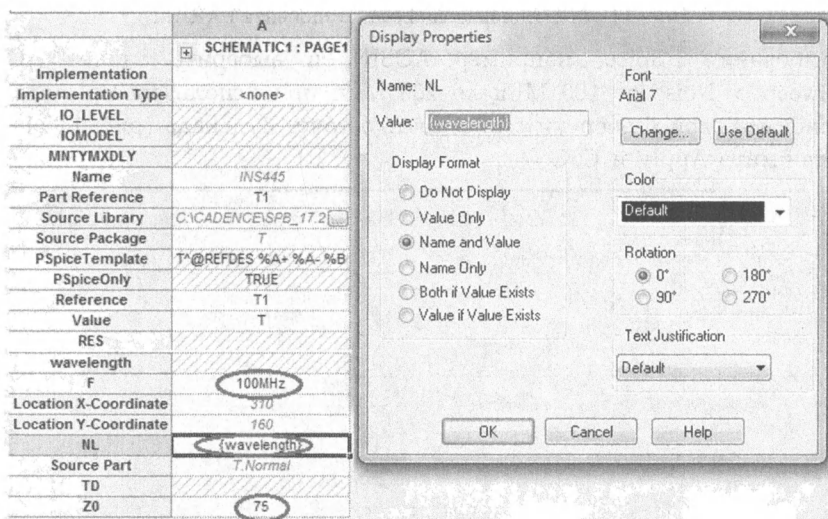 A
SCHEMATIC1 : PAGE1
Implementation
Implementation Type <none>
IO_LEVEL
IOMODEL
MNTYMXDLY
Name INS445
Part Reference T1
Source Library C:\CADENCE\SPB_17.2 ...
Source Package T
PSpiceTemplate T^@REFDES %A+ %A- %B
PSpiceOnly TRUE
Reference T1
Value T
RES
wavelength
F 100MHz
Location X-Coordinate 310
Location Y-Coordinate 160
NL {wavelength}
Source Part T.Normal
TD
Z0 75
Display Properties
x
Name: NL
Value: {wavelength}
Display Format
Do Not Display
Value Only
Name and Value
Name Only
Both if Value Exists
Value if Value Exists
Font
Arial 7
Change... Use Default
Color
Default
Rotation
0° 180°
90° 270°
Text Justification
Default
OK Cancel Help